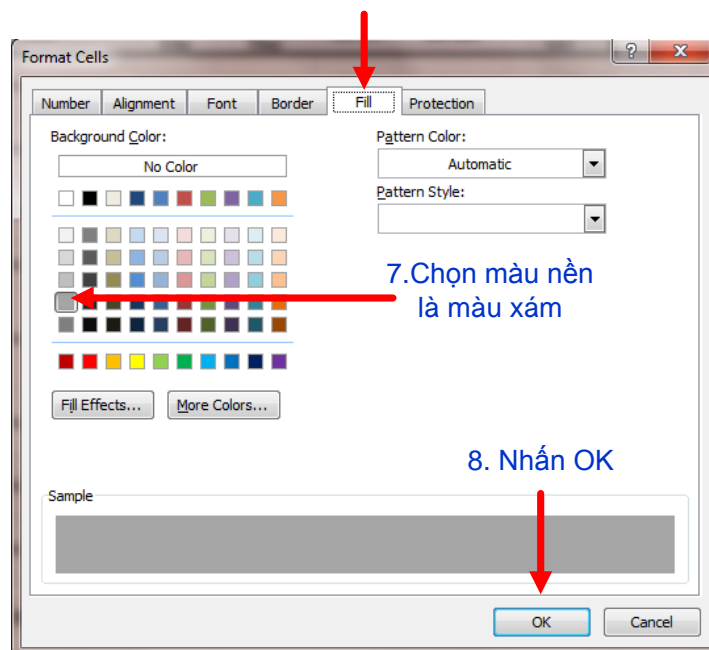 Format Cells
Number Alignment Font Border Fill Protection
Background Color:
No Color
Pattern Color:
Automatic
Pattern Style:
7.Chọn màu nền
là màu xám
Fill Effects... More Colors...
8. Nhấn OK
Sample
OK Cancel